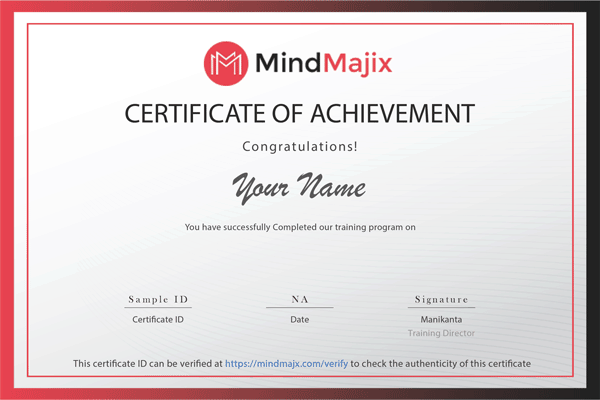 MindMajix
CERTIFICATE OF ACHIEVEMENT
Congratulations!
Your Name
You have successfully Completed our training program on
Sample ID NA Signature
Certificate ID Date Manikanta
Training Director
This certificate ID can be verified at https://mindmajx.com/verify to check the authenticity of this certificate